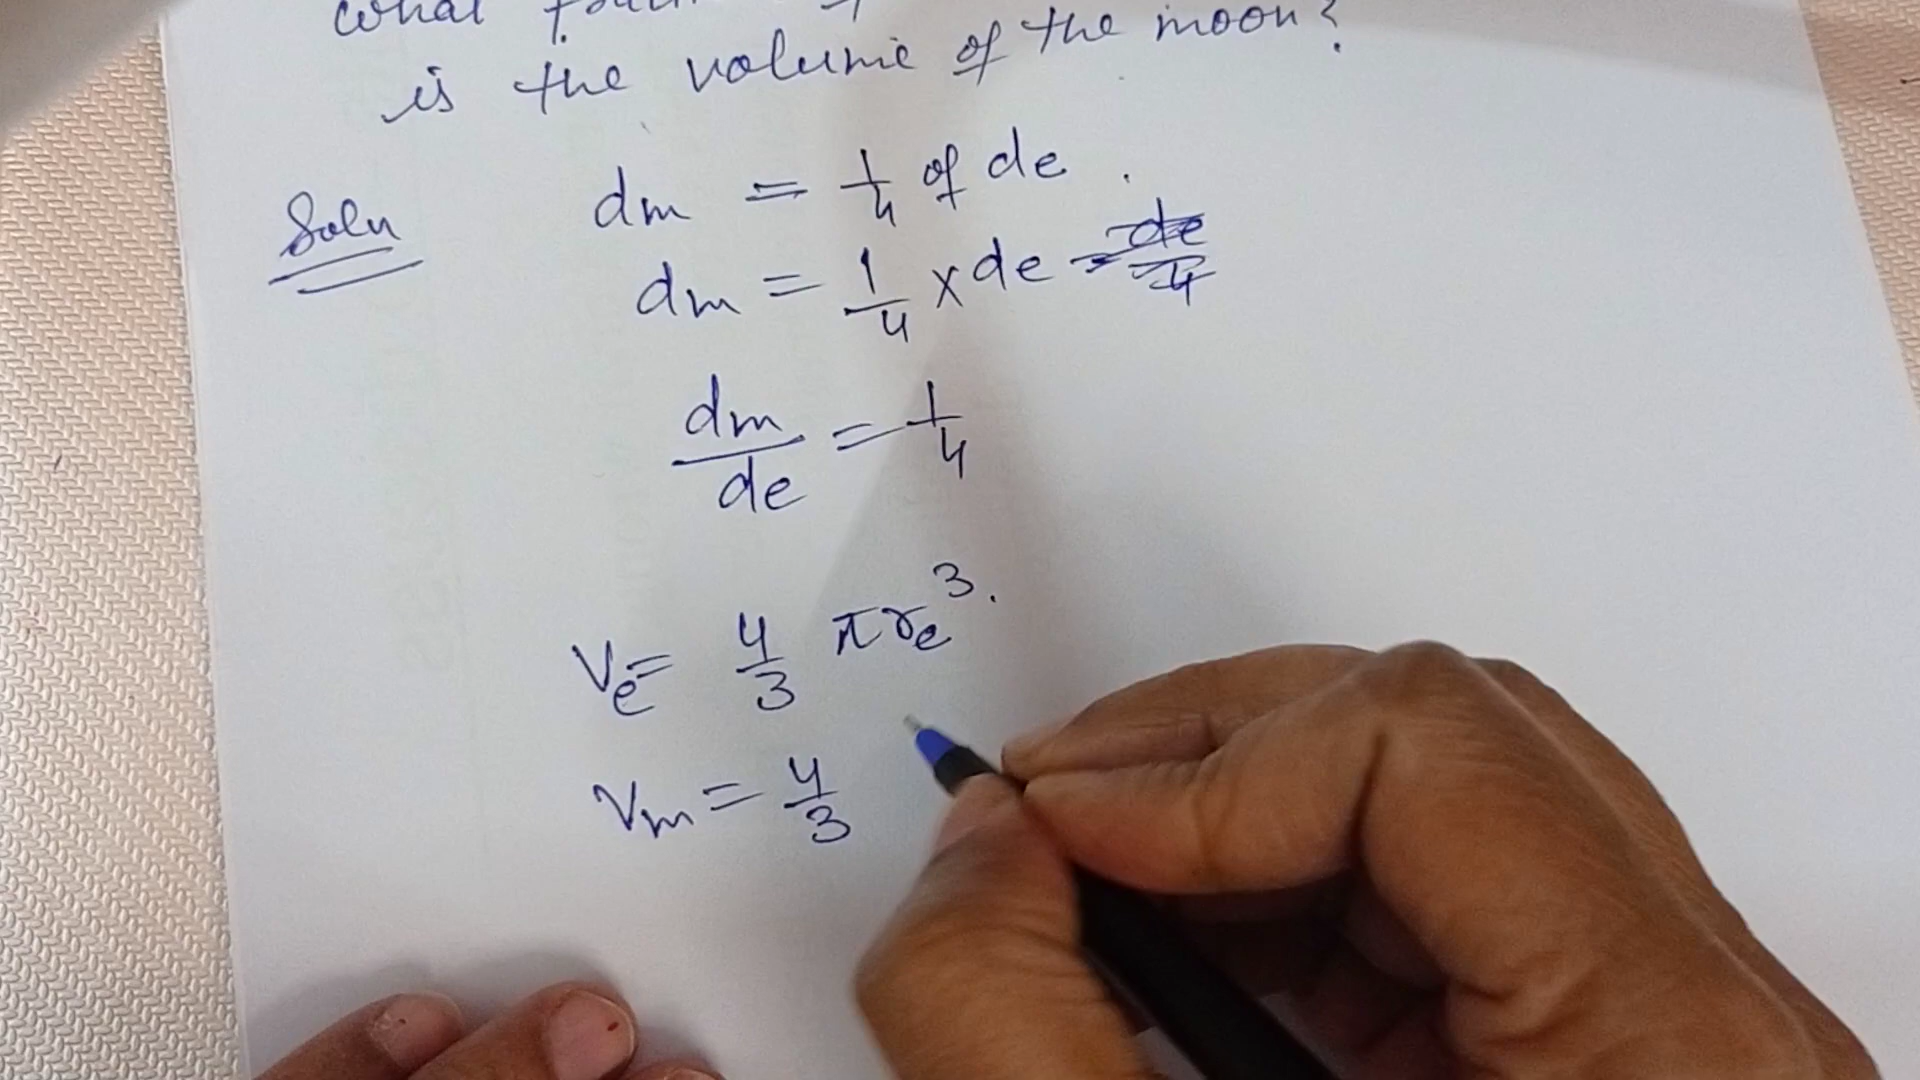 What
is the volume of the moon?
Soln
dm = 1/4 of de.
dm = 1/4 × de = de/4
dm/de = 1/4
Ve = 4/3 πre³.
Vm = 4/3